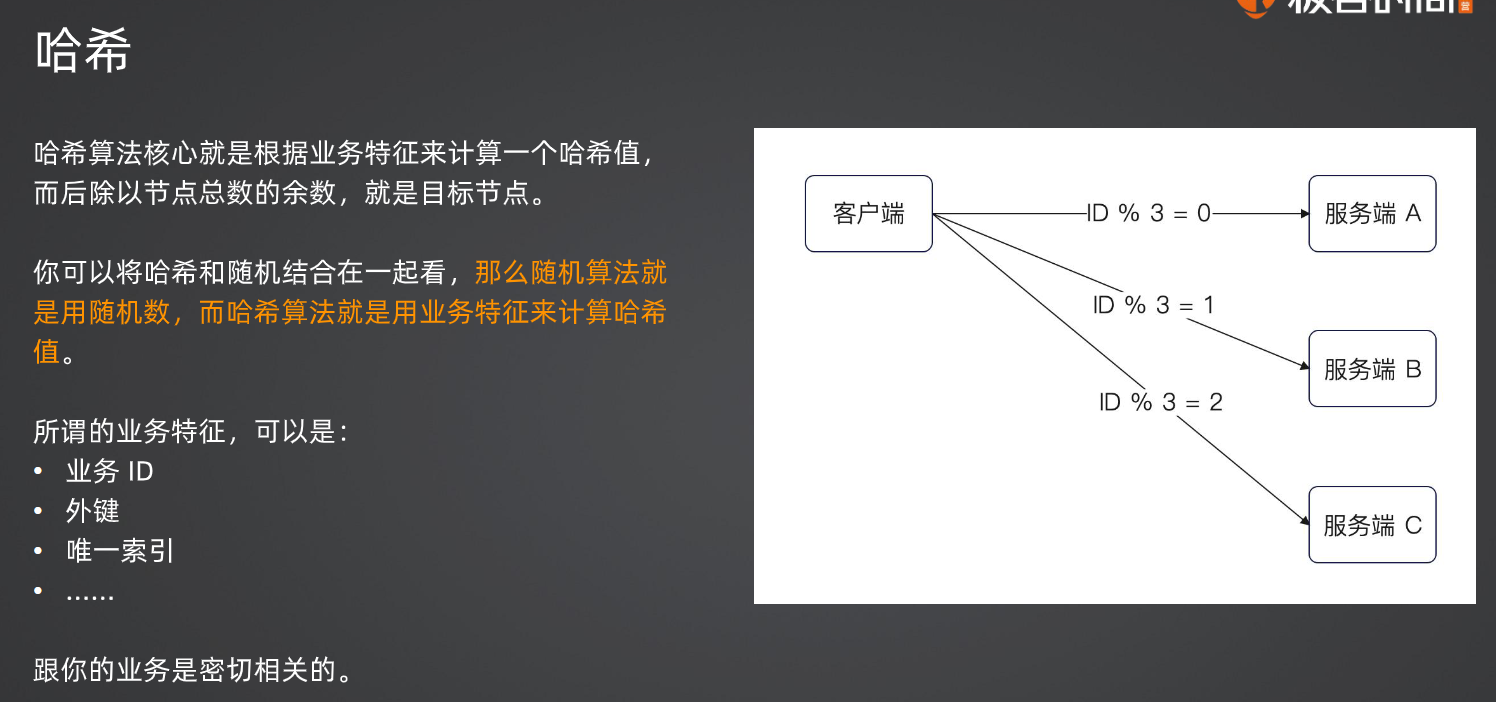 哈希
哈希算法核心就是根据业务特征来计算一个哈希值，
而后除以节点总数的余数，就是目标节点。
你可以将哈希和随机结合在一起看，那么随机算法就
是用随机数，而哈希算法就是用业务特征来计算哈希
值。
所谓的业务特征，可以是：
• 业务 ID
• 外键
• 唯一索引
• ……
跟你的业务是密切相关的。
客户端
ID % 3 = 0
服务端 A
ID % 3 = 1
服务端 B
ID % 3 = 2
服务端 C